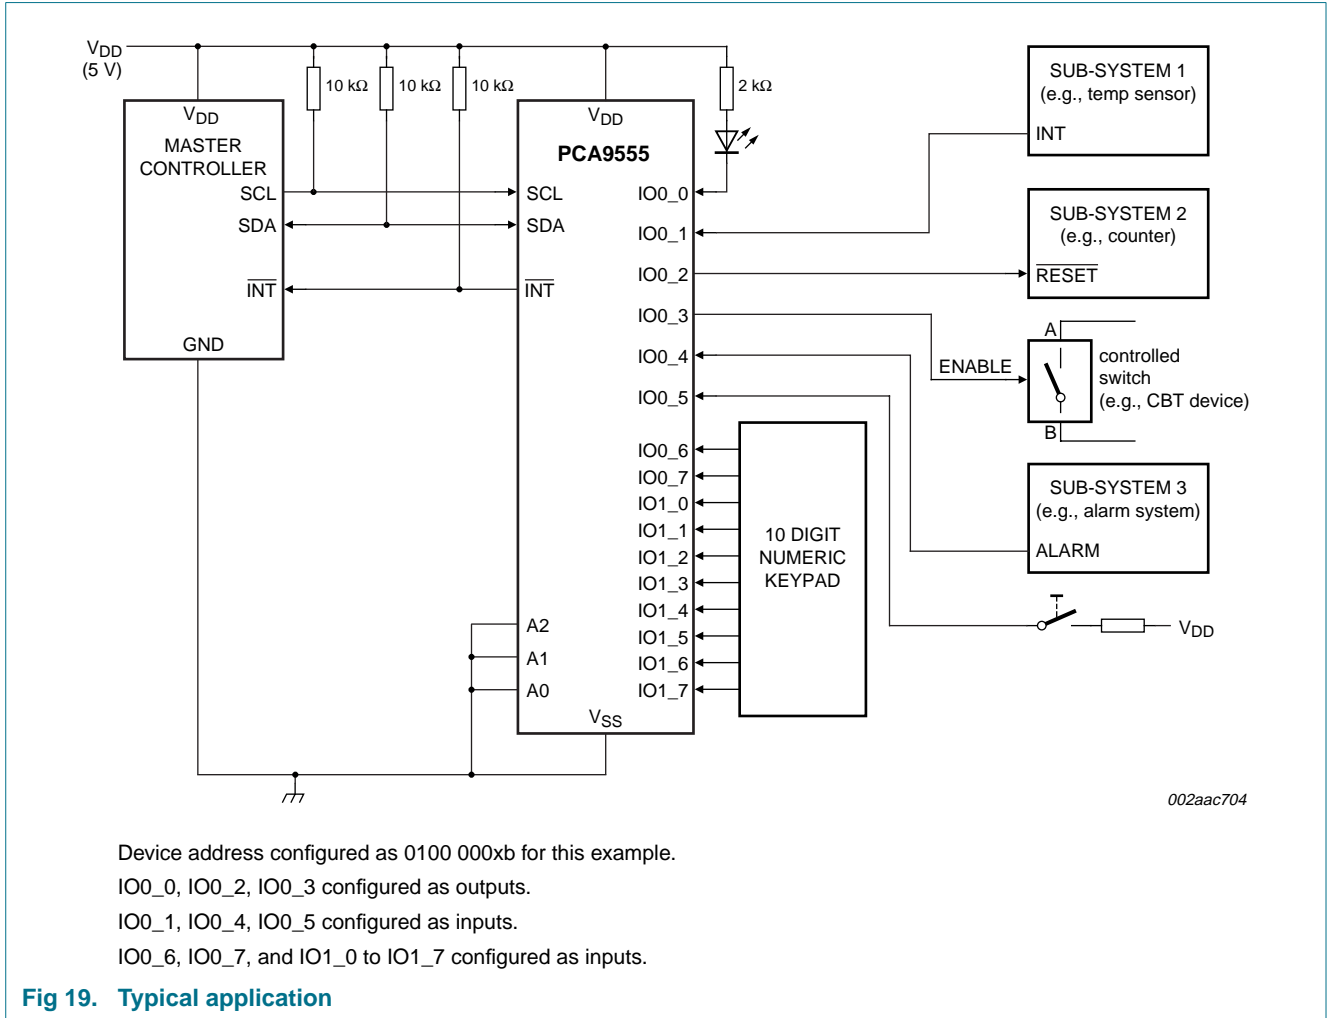 VDD
(5 V)
10 kΩ
10 kΩ
10 kΩ
2 kΩ
VDD
MASTER
CONTROLLER
SCL
SDA
INT
GND
VDD
PCA9555
SCL
SDA
INT
A2
A1
A0
VSS
IO0_0
IO0_1
IO0_2
IO0_3
IO0_4
IO0_5
IO0_6
IO0_7
IO1_0
IO1_1
IO1_2
IO1_3
IO1_4
IO1_5
IO1_6
IO1_7
10 DIGIT
NUMERIC
KEYPAD
SUB-SYSTEM 1
(e.g., temp sensor)
INT
SUB-SYSTEM 2
(e.g., counter)
RESET
A
ENABLE
controlled
switch
(e.g., CBT device)
B
SUB-SYSTEM 3
(e.g., alarm system)
ALARM
VDD
002aac704
Device address configured as 0100 000xb for this example.
IO0_0, IO0_2, IO0_3 configured as outputs.
IO0_1, IO0_4, IO0_5 configured as inputs.
IO0_6, IO0_7, and IO1_0 to IO1_7 configured as inputs.
Fig 19. Typical application